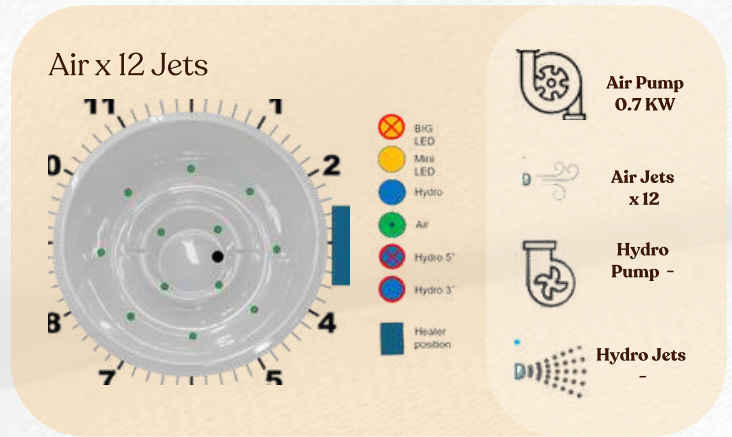 Air x 12 Jets
11
1
0
2
8
4
7
5
BIG
LED
Mini
LED
Hydro
Air
Hydro 5"
Hydro 3"
Heater
position
Air Pump
0.7 KW
Air Jets
x 12
Hydro
Pump -
Hydro Jets
-